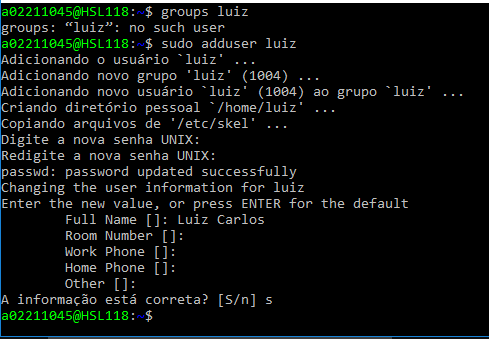 a02211045@HSL118:~$ groups luiz
groups: “luiz”: no such user
a02211045@HSL118:~$ sudo adduser luiz
Adicionando o usuário `luiz' ...
Adicionando novo grupo 'luiz' (1004) ...
Adicionando novo usuário `luiz' (1004) ao grupo `luiz' ...
Criando diretório pessoal `/home/luiz' ...
Copiando arquivos de '/etc/skel' ...
Digite a nova senha UNIX:
Redigite a nova senha UNIX:
passwd: password updated successfully
Changing the user information for luiz
Enter the new value, or press ENTER for the default
Full Name []: Luiz Carlos
Room Number []:
Work Phone []:
Home Phone []:
Other []:
A informação está correta? [S/n] s
a02211045@HSL118:~$